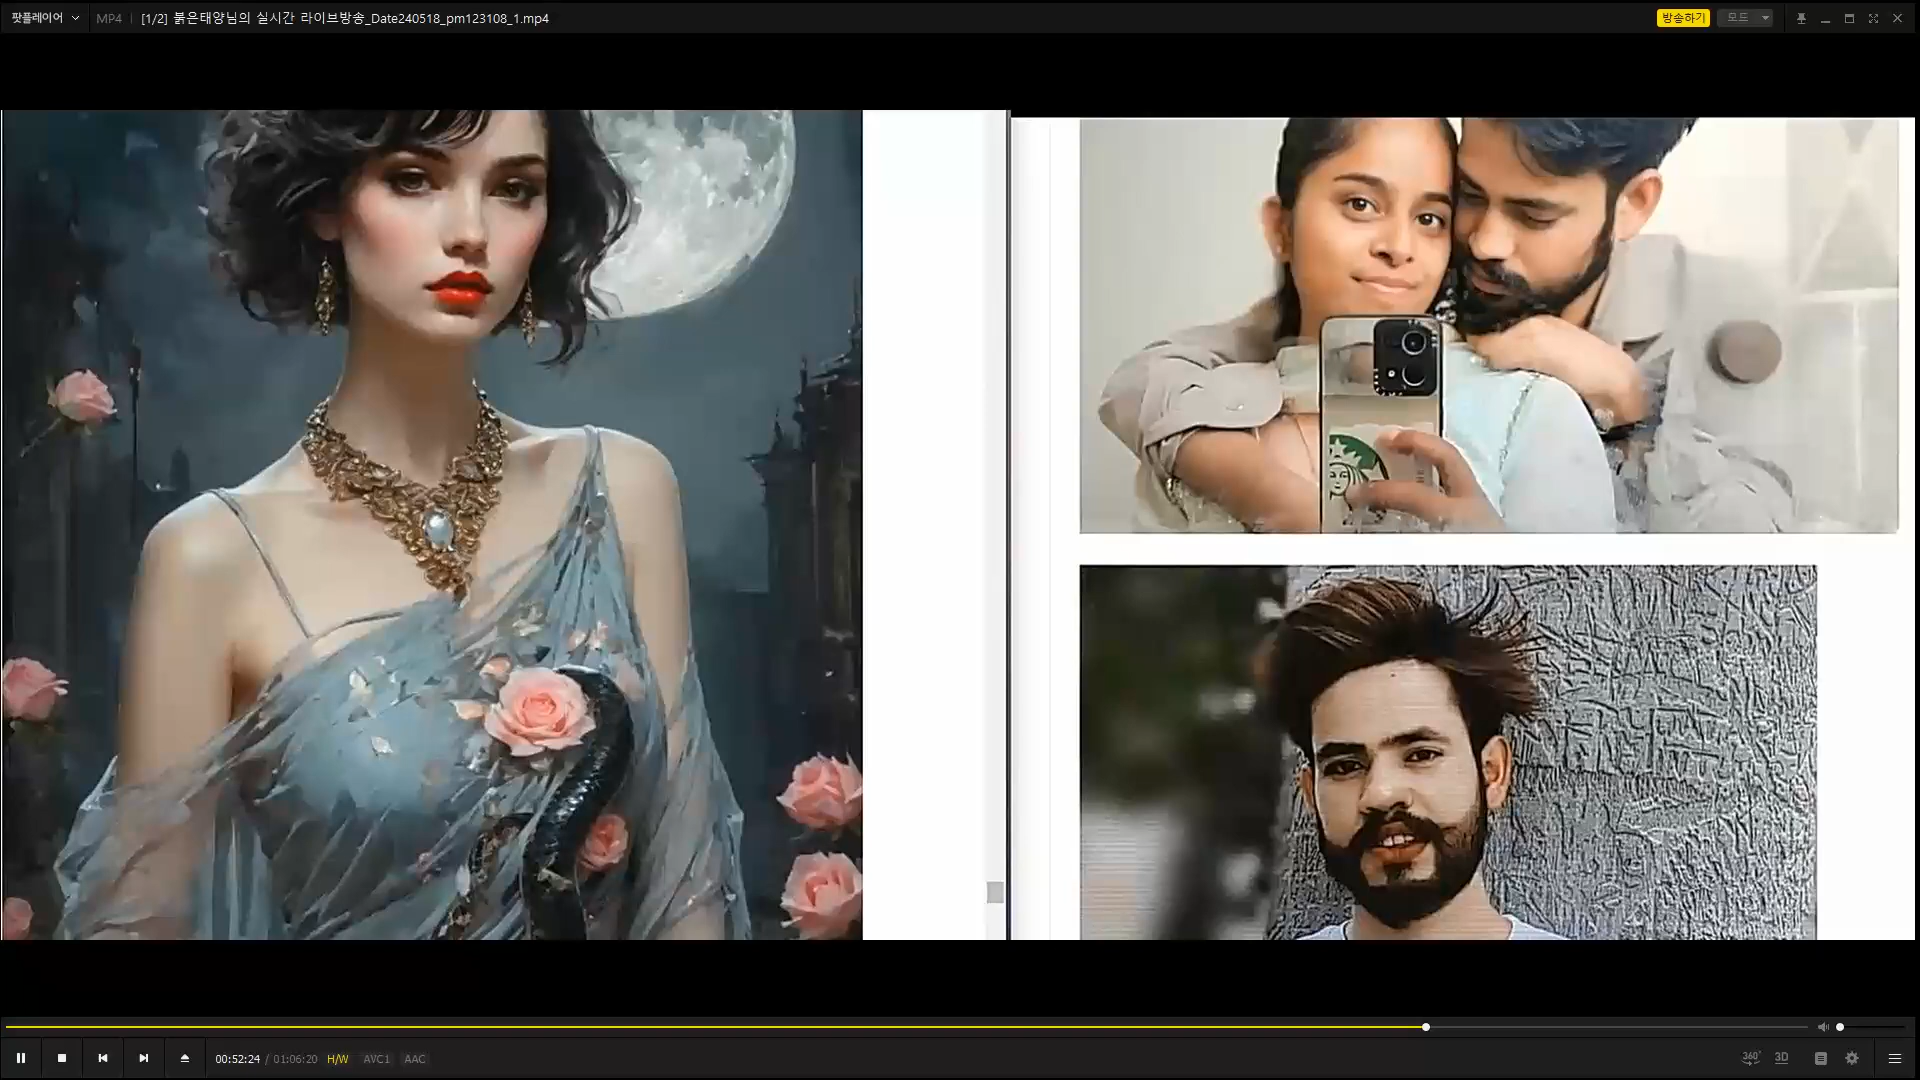 팟플레이어
MP4
[1/2] 붉은태양님의 실시간 라이브방송_Date240518_pm123108_1.mp4
방송하기
모드
00:52:24 / 01:06:20 H/W AVC1 AAC
360°
3D